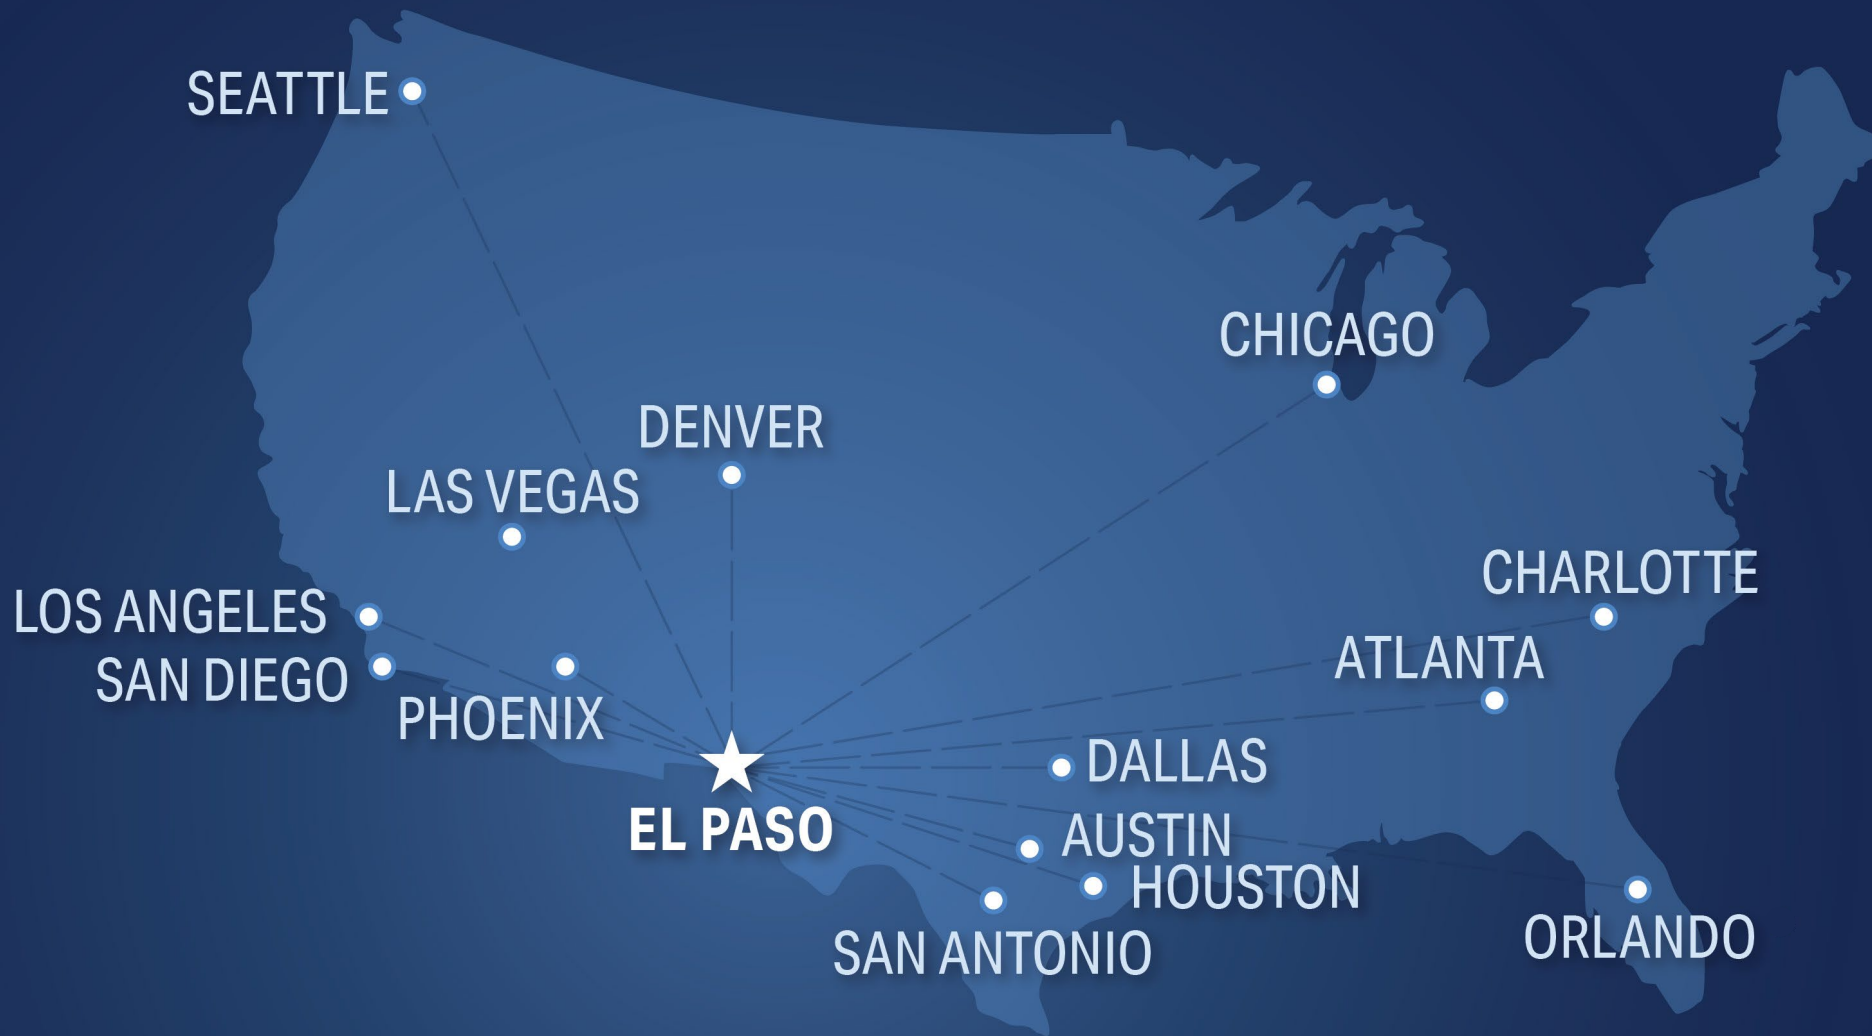 SEATTLE
CHICAGO
DENVER
LAS VEGAS
CHARLOTTE
LOS ANGELES
ATLANTA
SAN DIEGO
PHOENIX
DALLAS
EL PASO
AUSTIN
HOUSTON
ORLANDO
SAN ANTONIO